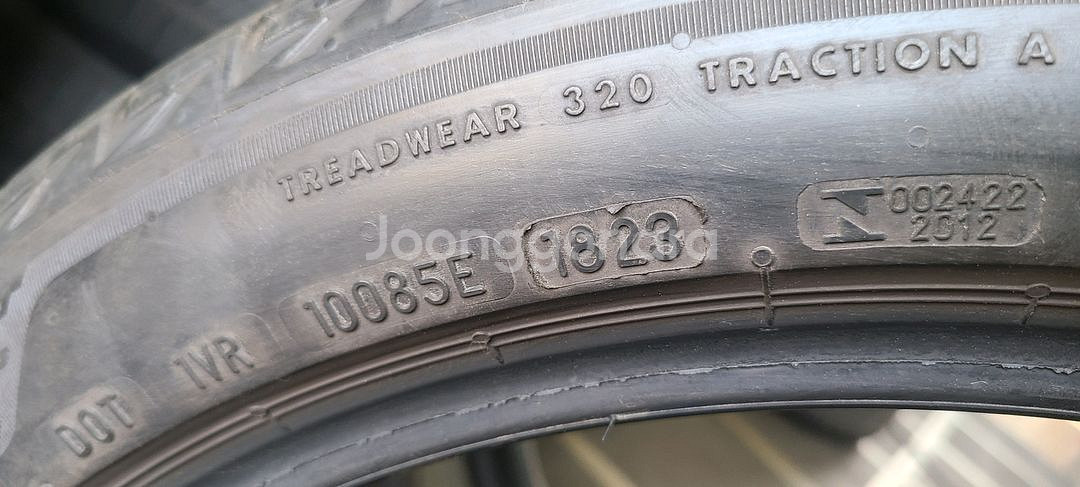 TREADWEAR 320 TRACTION A
DOT 1VR 10085E 1823
002422
2012
Joonggonara